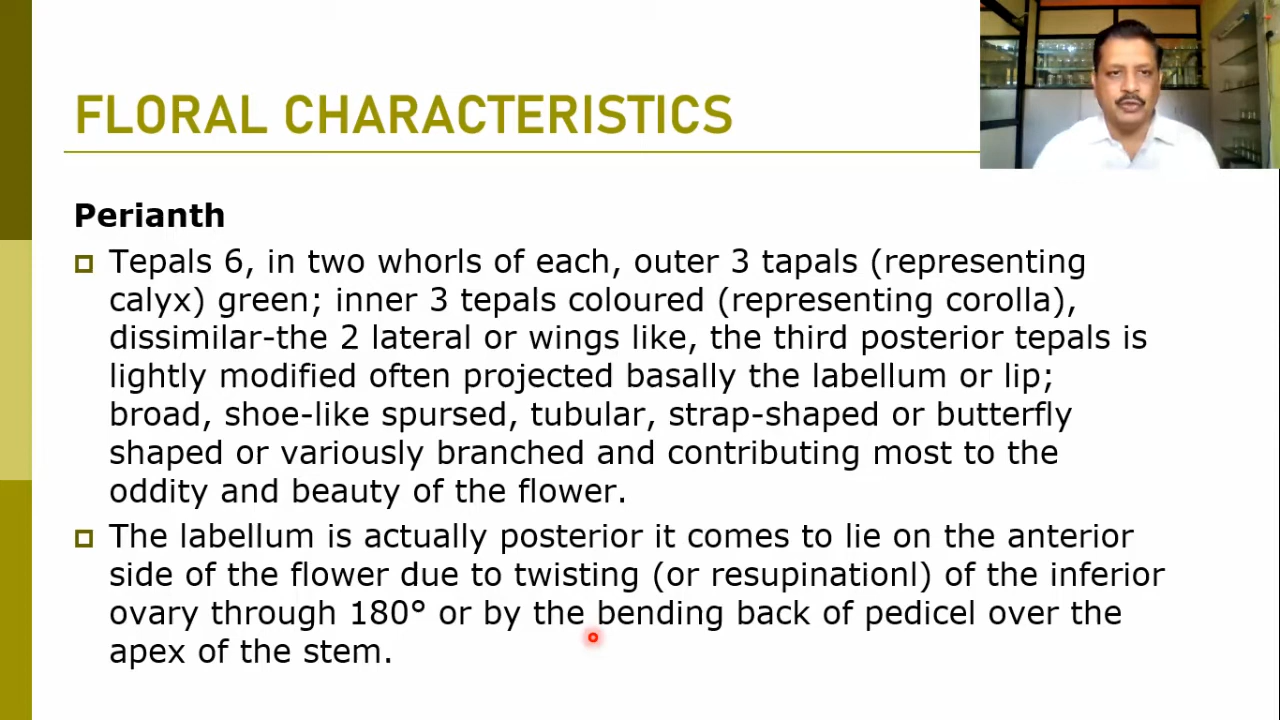 FLORAL CHARACTERISTICS
Perianth
Tepals 6, in two whorls of each, outer 3 tapals (representing
calyx) green; inner 3 tepals coloured (representing corolla),
dissimilar-the 2 lateral or wings like, the third posterior tepals is
lightly modified often projected basally the labellum or lip;
broad, shoe-like spursed, tubular, strap-shaped or butterfly
shaped or variously branched and contributing most to the
oddity and beauty of the flower.
The labellum is actually posterior it comes to lie on the anterior
side of the flower due to twisting (or resupinationl) of the inferior
ovary through 180° or by the bending back of pedicel over the
apex of the stem.